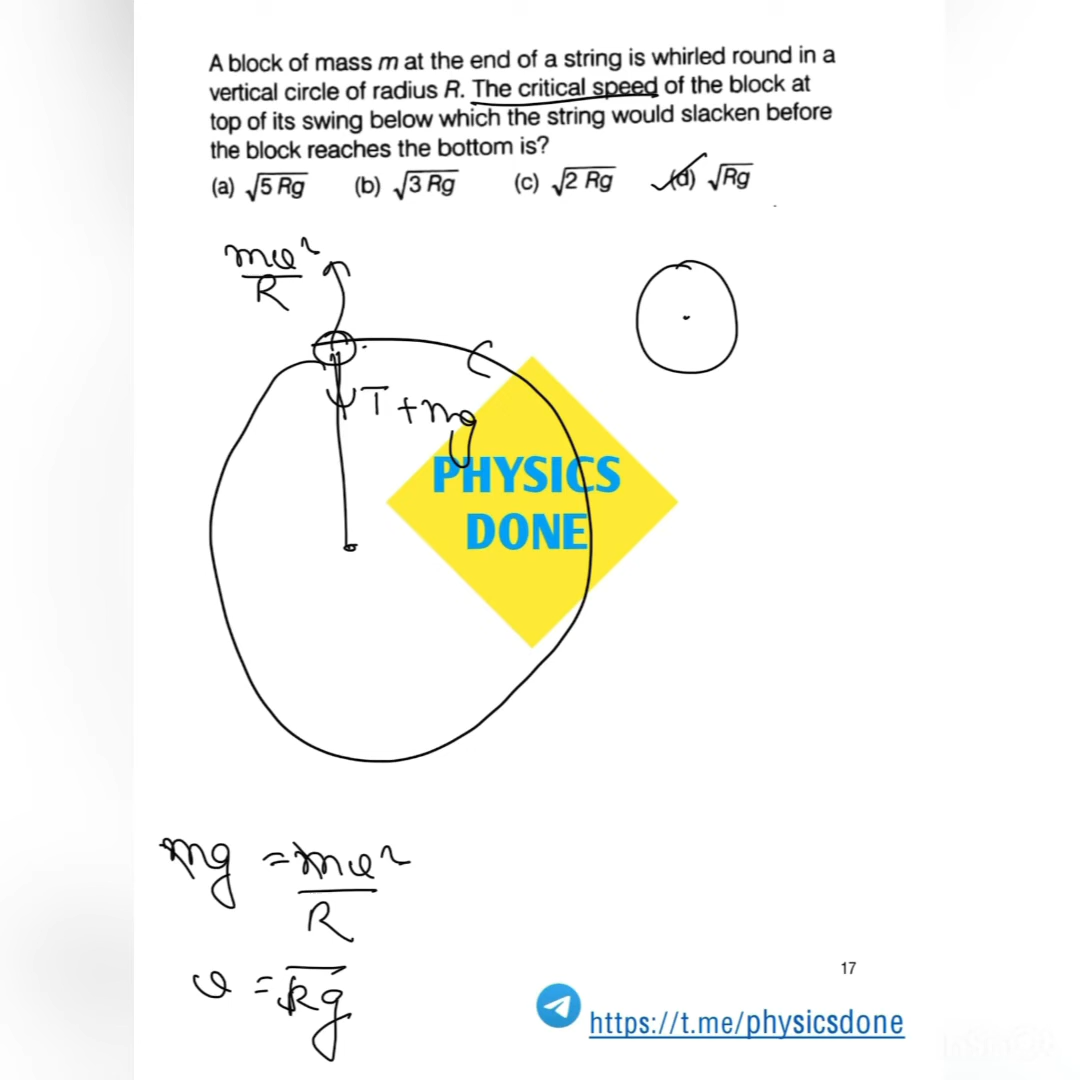 A block of mass m at the end of a string is whirled round in a
vertical circle of radius R. The critical speed of the block at
top of its swing below which the string would slacken before
the block reaches the bottom is?
(a) √5 Rg (b) √3 Rg (c) √2 Rg (d) √Rg
mv²
R
T + mg
PHYSICS
DONE
mg = mv²
R
v = √Rg
17
https://t.me/physicsdone